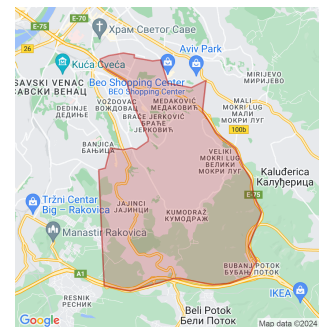 E-70
E-75
Храм Светог Саве
26
Kuća Cveća
Aviv Park
Beo Shopping Center
BEO Shopping Center
SAVSKI VENAC
САВСКИ ВЕНАЦ
MIRIJEVO
МИРИЈЕВО
VOŽDOVAC
ВОЖДОВАЦ
MEDAKOVIĆ
МЕДАКОВИЋ
DEDINJE
ДЕДИЊЕ
BRAĆE JERKOVIĆ
БРАЋЕ
ЈЕРКОВИЋ
MALI
MOKRI LUG
МАЛИ
МОКРИ ЛУГ
100b
BANJICA
БАЊИЦА
VELIKI
MOKRI LUG
ВЕЛИКИ
МОКРИ ЛУГ
Kaluđerica
Калуђерица
E-75
Tržni Centar
Big – Rakovica
JAJINCI
ЈАЈИНЦИ
KUMODRAŽ
КУМОДРАЖ
Manastir Rakovica
A1
BUBANJ POTOK
БУБАЊ ПОТОК
RESNIK
РЕСНИК
IKEA
Beli Potok
Бели Поток
Google
Map data ©2024